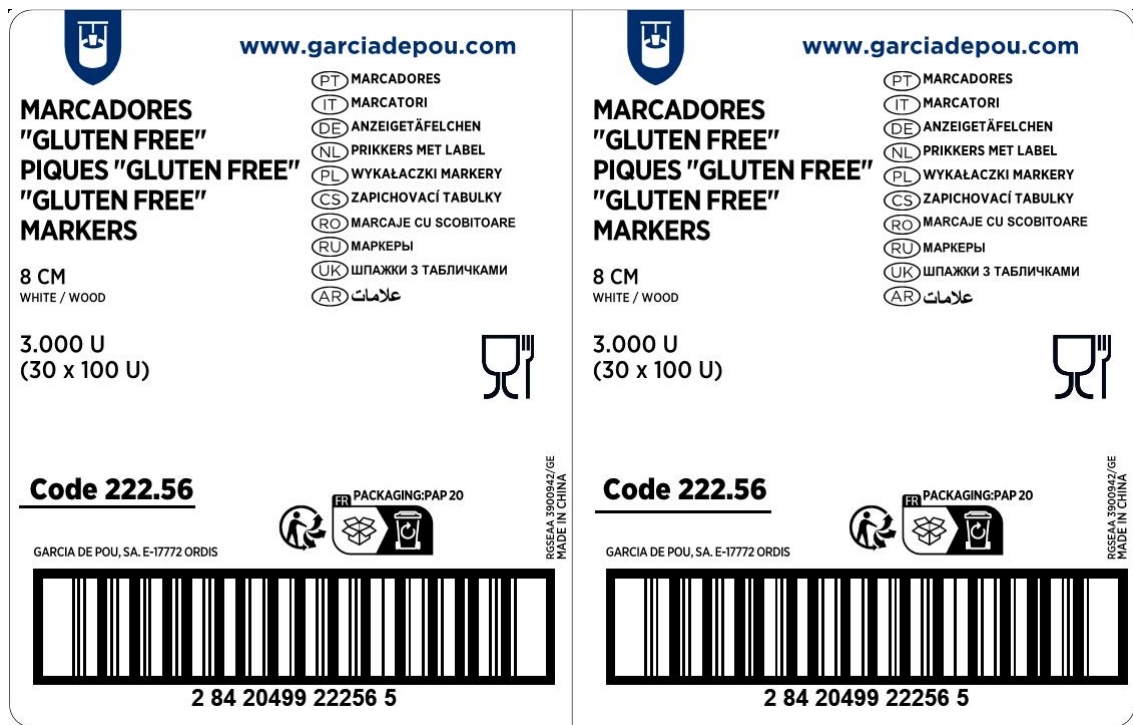 www.garciadepou.com
MARCADORES
"GLUTEN FREE"
PIQUES "GLUTEN FREE"
"GLUTEN FREE"
MARKERS
8 CM
WHITE / WOOD
3.000 U
(30 x 100 U)
PT MARCADORES
IT MARCATORI
DE ANZEIGETÄFELCHEN
NL PRIKKERS MET LABEL
PL WYKAŁACZKI MARKERY
CS ZAPICHOVACÍ TABULKY
RO MARCAJE CU SCOBITOARE
RU МАРКЕРЫ
UK ШПАЖКИ З ТАБЛИЧКАМИ
AR علامات
Code 222.56
FR PACKAGING:PAP 20
GARCIA DE POU, SA. E-17772 ORDIS
RGSEAA 3900942/GE
MADE IN CHINA
2 84 20499 22256 5
www.garciadepou.com
MARCADORES
"GLUTEN FREE"
PIQUES "GLUTEN FREE"
"GLUTEN FREE"
MARKERS
8 CM
WHITE / WOOD
3.000 U
(30 x 100 U)
PT MARCADORES
IT MARCATORI
DE ANZEIGETÄFELCHEN
NL PRIKKERS MET LABEL
PL WYKAŁACZKI MARKERY
CS ZAPICHOVACÍ TABULKY
RO MARCAJE CU SCOBITOARE
RU МАРКЕРЫ
UK ШПАЖКИ З ТАБЛИЧКАМИ
AR علامات
Code 222.56
FR PACKAGING:PAP 20
GARCIA DE POU, SA. E-17772 ORDIS
RGSEAA 3900942/GE
MADE IN CHINA
2 84 20499 22256 5